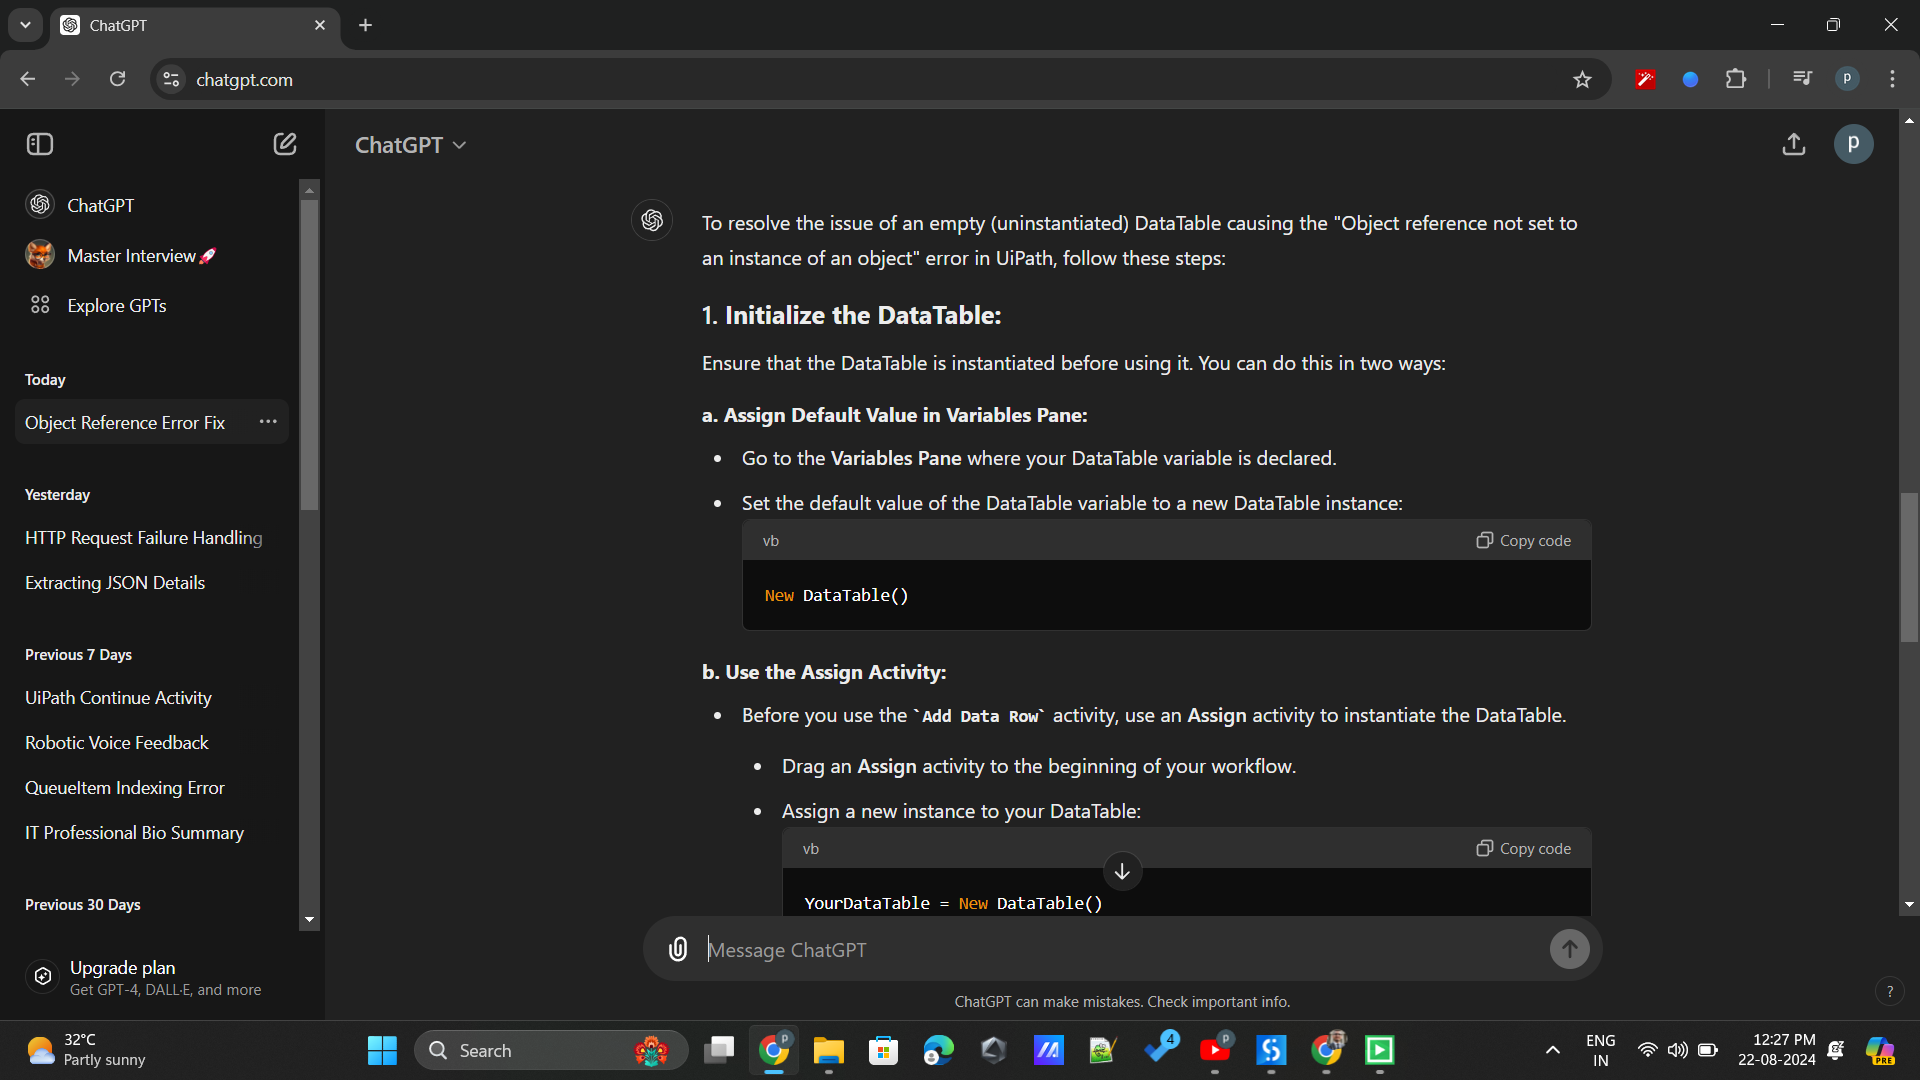 ChatGPT
chatgpt.com
p
ChatGPT
p
ChatGPT
Master Interview🚀
Explore GPTs
Today
Object Reference Error Fix
Yesterday
HTTP Request Failure Handling
Extracting JSON Details
Previous 7 Days
UiPath Continue Activity
Robotic Voice Feedback
QueueItem Indexing Error
IT Professional Bio Summary
Previous 30 Days
Upgrade plan
Get GPT-4, DALL·E, and more
To resolve the issue of an empty (uninstantiated) DataTable causing the "Object reference not set to
an instance of an object" error in UiPath, follow these steps:
1. Initialize the DataTable:
Ensure that the DataTable is instantiated before using it. You can do this in two ways:
a. Assign Default Value in Variables Pane:
• Go to the Variables Pane where your DataTable variable is declared.
• Set the default value of the DataTable variable to a new DataTable instance:
vb Copy code
New DataTable()
b. Use the Assign Activity:
• Before you use the `Add Data Row` activity, use an Assign activity to instantiate the DataTable.
• Drag an Assign activity to the beginning of your workflow.
• Assign a new instance to your DataTable:
vb Copy code
YourDataTable = New DataTable()
Message ChatGPT
ChatGPT can make mistakes. Check important info.
?
32°C
Partly sunny
Search
P
4
P
ENG
IN
12:27 PM
22-08-2024
PRE